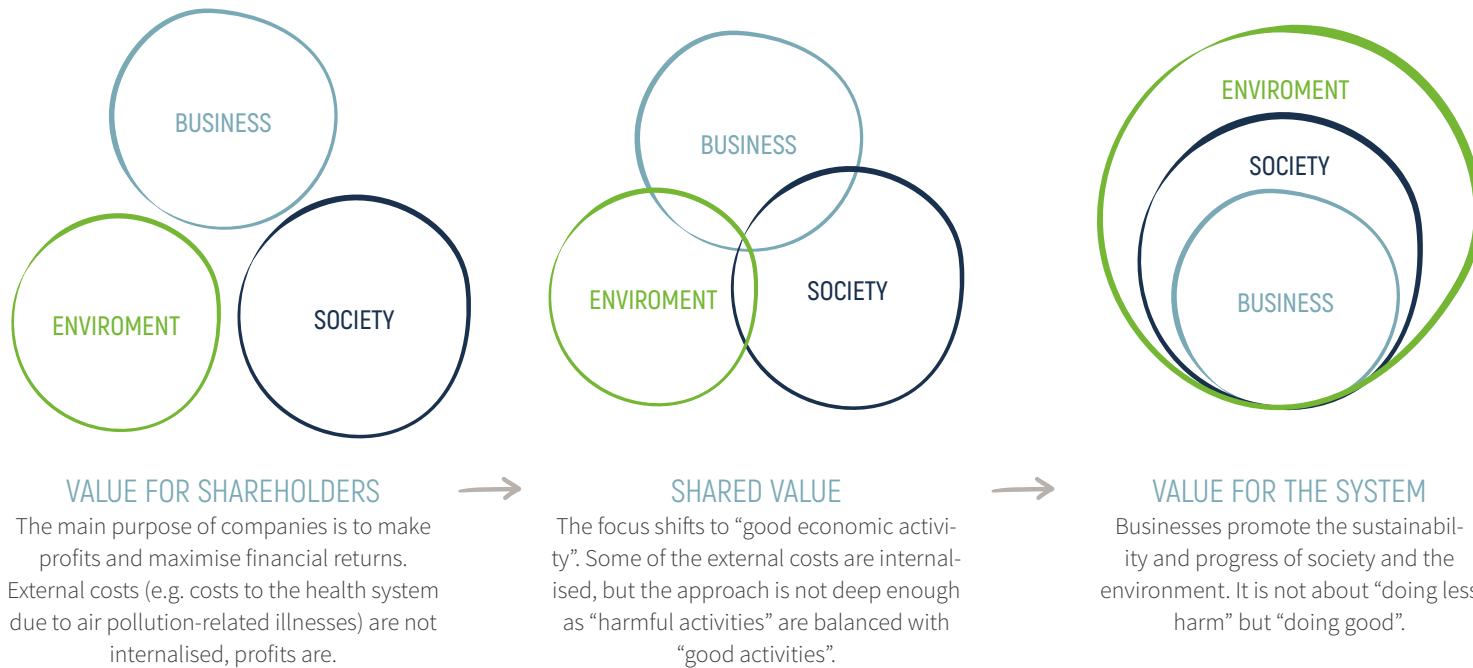 BUSINESS
ENVIROMENT
SOCIETY
VALUE FOR SHAREHOLDERS
The main purpose of companies is to make
profits and maximise financial returns.
External costs (e.g. costs to the health system
due to air pollution-related illnesses) are not
internalised, profits are.
BUSINESS
ENVIROMENT
SOCIETY
SHARED VALUE
The focus shifts to “good economic activi-
ty”. Some of the external costs are internal-
ised, but the approach is not deep enough
as “harmful activities” are balanced with
“good activities”.
ENVIROMENT
SOCIETY
BUSINESS
VALUE FOR THE SYSTEM
Businesses promote the sustainabil-
ity and progress of society and the
environment. It is not about “doing less
harm” but “doing good”.